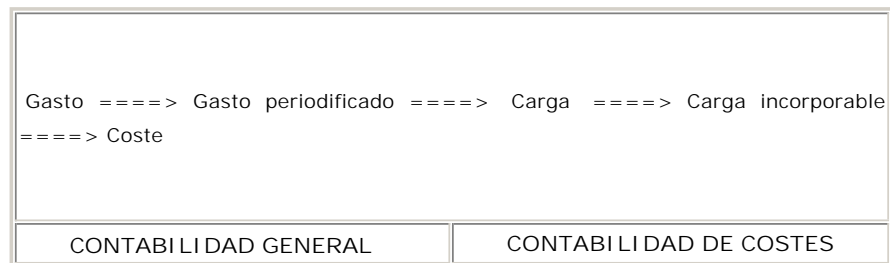 Gasto ====> Gasto periodificado ====> Carga ====> Carga incorporable
====> Coste
CONTABILIDAD GENERAL
CONTABILIDAD DE COSTES